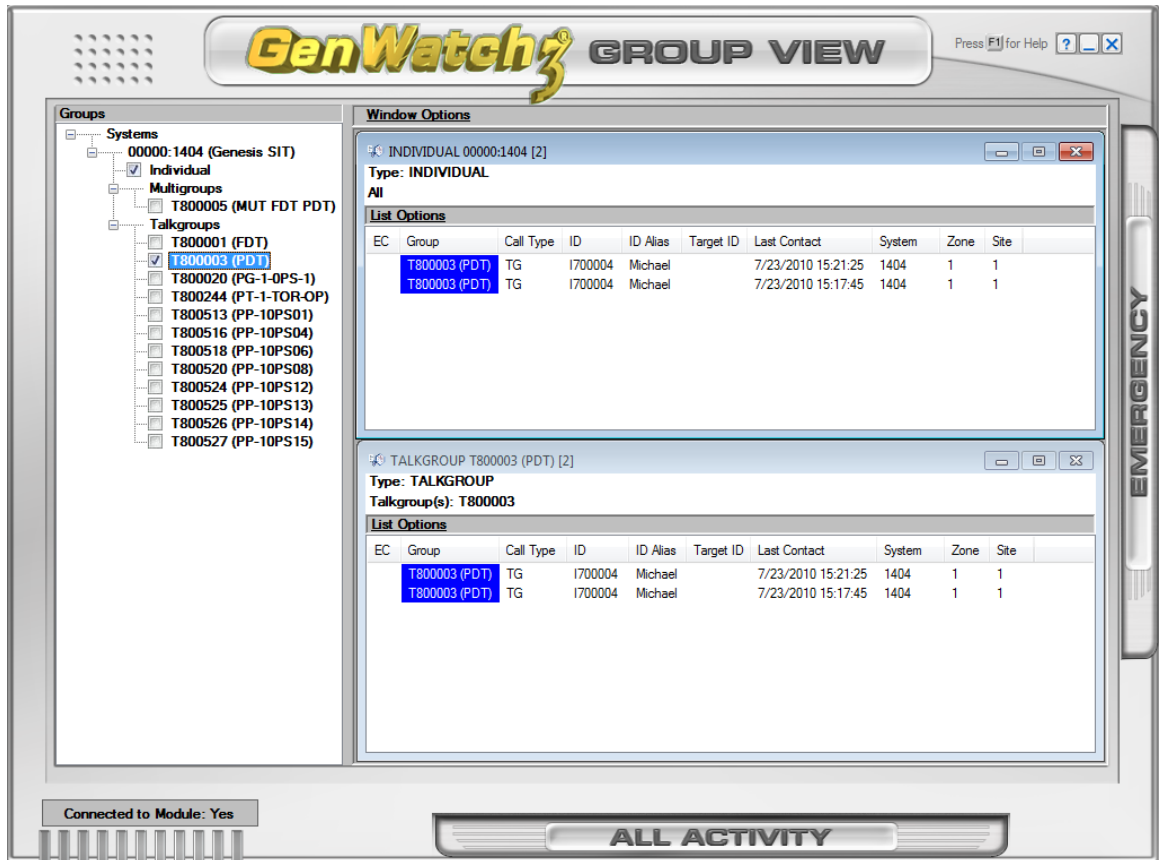 GenWatch3® GROUP VIEW
Press F1 for Help ? _ X
Groups
Systems
00000:1404 (Genesis SIT)
Individual
Multigroups
T800005 (MUT FDT PDT)
Talkgroups
T800001 (FDT)
T800003 (PDT)
T800020 (PG-1-0PS-1)
T800244 (PT-1-TOR-OP)
T800513 (PP-10PS01)
T800516 (PP-10PS04)
T800518 (PP-10PS06)
T800520 (PP-10PS08)
T800524 (PP-10PS12)
T800525 (PP-10PS13)
T800526 (PP-10PS14)
T800527 (PP-10PS15)
Window Options
INDIVIDUAL 00000:1404 [2]
Type: INDIVIDUAL
All
List Options
EC Group Call Type ID ID Alias Target ID Last Contact System Zone Site
T800003 (PDT) TG I700004 Michael 7/23/2010 15:21:25 1404 1 1
T800003 (PDT) TG I700004 Michael 7/23/2010 15:17:45 1404 1 1
TALKGROUP T800003 (PDT) [2]
Type: TALKGROUP
Talkgroup(s): T800003
List Options
EC Group Call Type ID ID Alias Target ID Last Contact System Zone Site
T800003 (PDT) TG I700004 Michael 7/23/2010 15:21:25 1404 1 1
T800003 (PDT) TG I700004 Michael 7/23/2010 15:17:45 1404 1 1
EMERGENCY
Connected to Module: Yes
ALL ACTIVITY